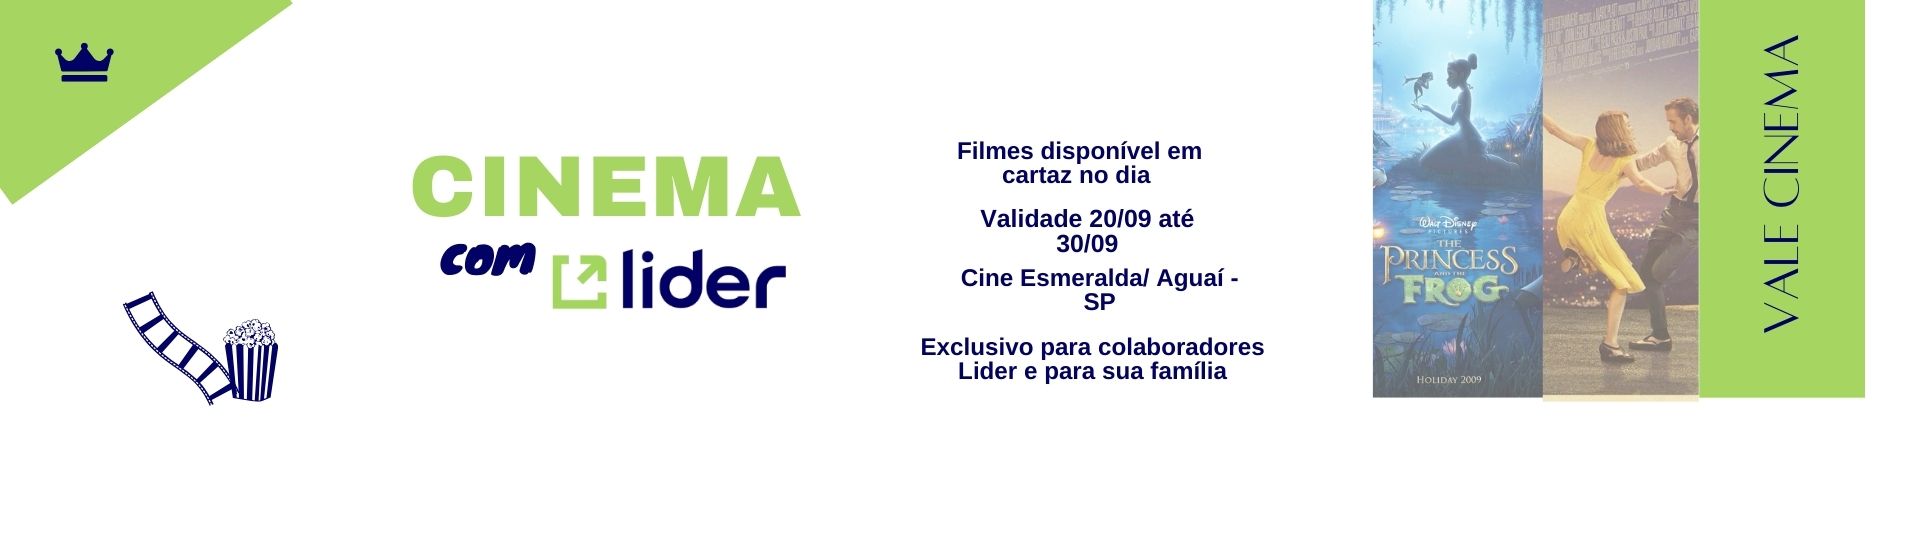 CINEMA
com
lider
Filmes disponível em
cartaz no dia
Validade 20/09 até
30/09
Cine Esmeralda/ Aguaí -
SP
Exclusivo para colaboradores
Lider e para sua família
WALT DISNEY
PICTURES
THE
PRINCESS
AND THE
FROG
HOLIDAY 2009
VALE CINEMA